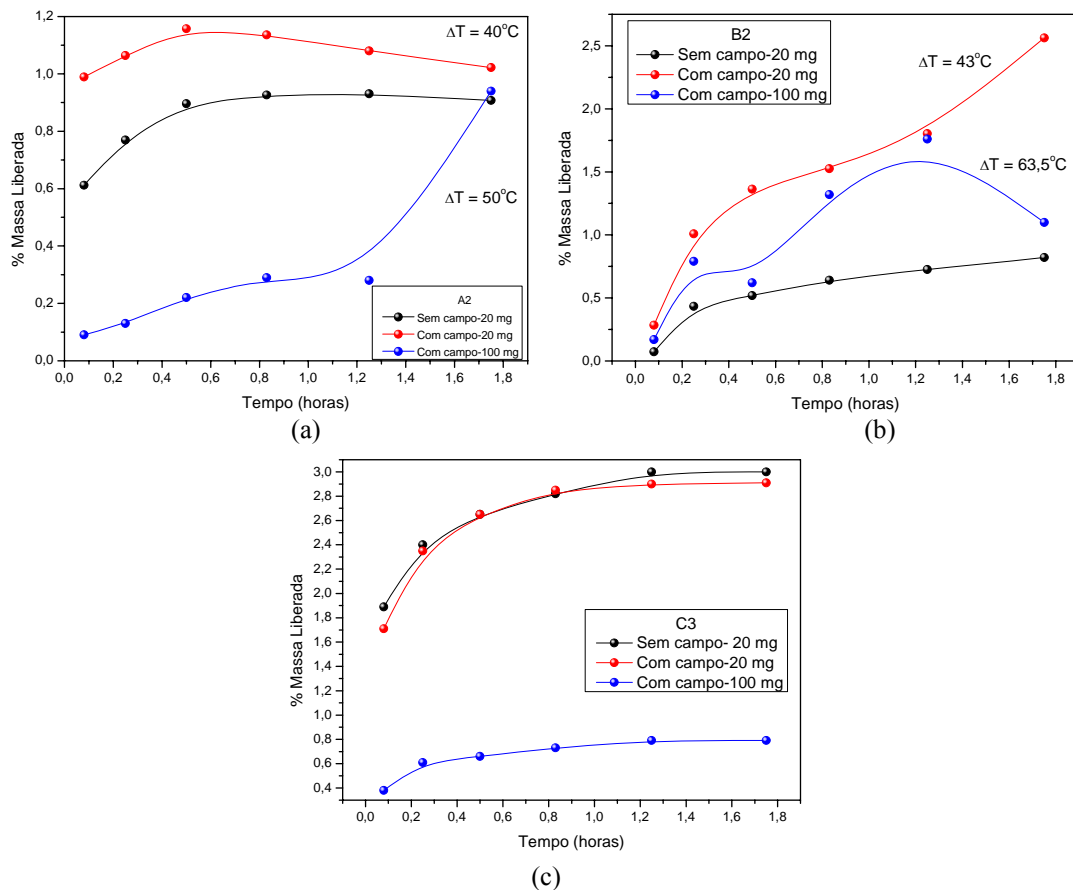 1,2
1,0
0,8
0,6
0,4
0,2
0,0
% Massa Liberada
ΔT = 40°C
ΔT = 50°C
A2
Sem campo-20 mg
Com campo-20 mg
Com campo-100 mg
0,0 0,2 0,4 0,6 0,8 1,0 1,2 1,4 1,6 1,8
Tempo (horas)
(a)
2,5
2,0
1,5
1,0
0,5
0,0
% Massa Liberada
B2
Sem campo-20 mg
Com campo-20 mg
Com campo-100 mg
ΔT = 43°C
ΔT = 63,5°C
0,0 0,2 0,4 0,6 0,8 1,0 1,2 1,4 1,6 1,8
Tempo (horas)
(b)
3,0
2,8
2,6
2,4
2,2
2,0
1,8
1,6
1,4
1,2
1,0
0,8
0,6
0,4
% Massa Liberada
C3
Sem campo- 20 mg
Com campo-20 mg
Com campo-100 mg
0,0 0,2 0,4 0,6 0,8 1,0 1,2 1,4 1,6 1,8
Tempo (horas)
(c)